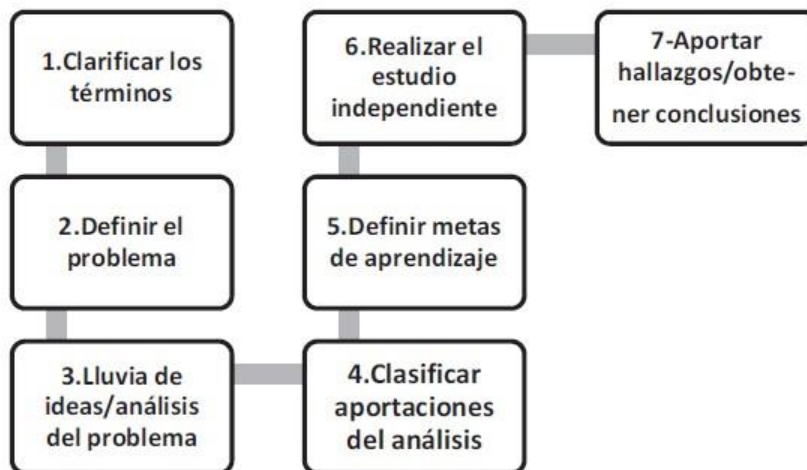 1.Clarificar los
términos
2.Definir el
problema
3.Lluvia de
ideas/análisis
del problema
4.Clasificar
aportaciones
del análisis
5.Definir metas
de aprendizaje
6.Realizar el
estudio
independiente
7-Aportar
hallazgos/obte-
ner conclusiones